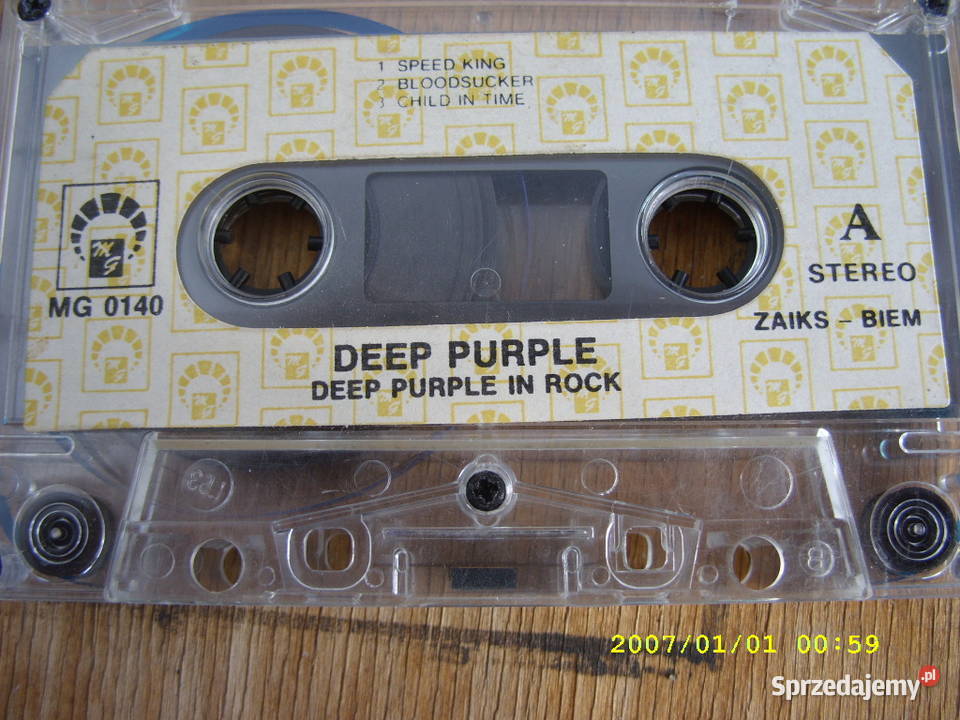 1 SPEED KING
2 BLOODSUCKER
3 CHILD IN TIME
MG
MG 0140
A
STEREO
ZAIKS – BIEM
DEEP PURPLE
DEEP PURPLE IN ROCK
2007/01/01 00:59
Sprzedajemy.pl